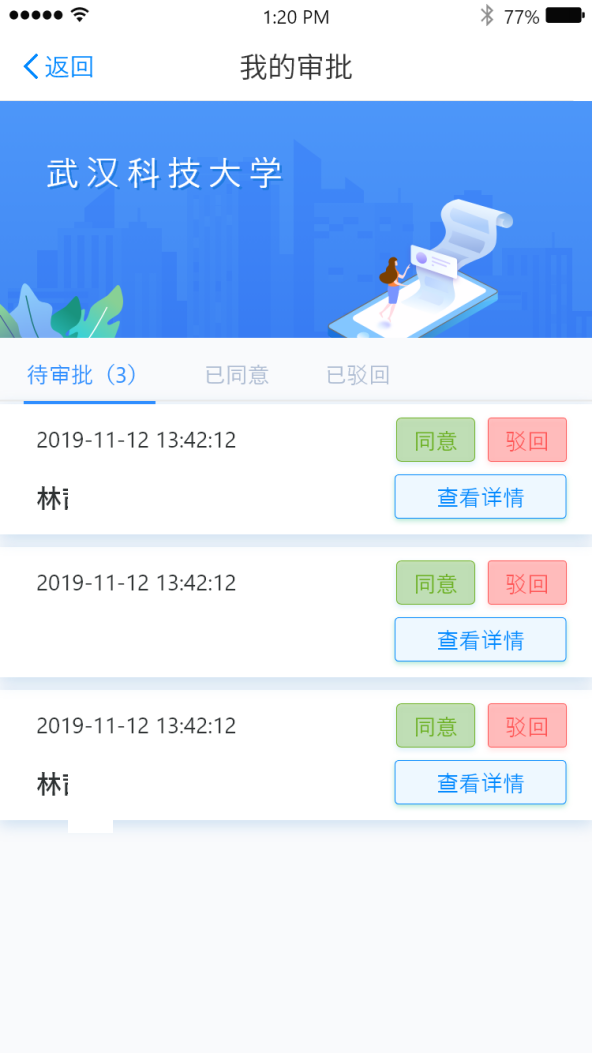 1:20 PM 77%
返回 我的审批
武汉科技大学
待审批（3） 已同意 已驳回
2019-11-12 13:42:12 同意 驳回
林 查看详情
2019-11-12 13:42:12 同意 驳回
查看详情
2019-11-12 13:42:12 同意 驳回
林 查看详情